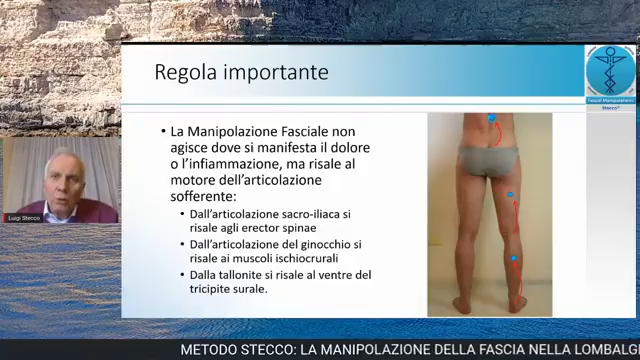 Regola importante
• La Manipolazione Fasciale non
agisce dove si manifesta il dolore
o l'infiammazione, ma risale al
motore dell'articolazione
sofferente:
• Dall'articolazione sacro-iliaca si
risale agli erector spinae
• Dall'articolazione del ginocchio si
risale ai muscoli ischiocrurali
• Dalla tallonite si risale al ventre del
tricipite surale.
Fascial Manipulation®
Stecco®
Luigi Stecco
METODO STECCO: LA MANIPOLAZIONE DELLA FASCIA NELLA LOMBALG